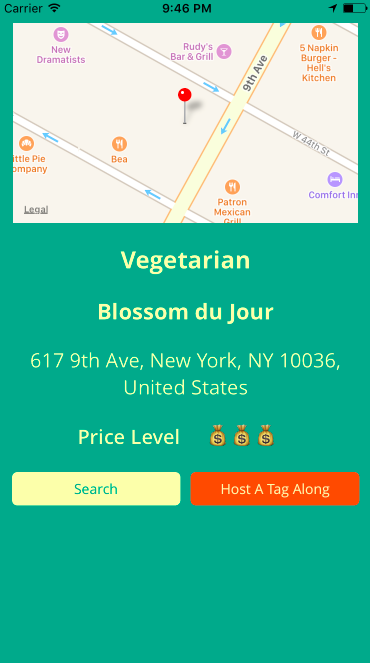 Carrier 9:46 PM
New
Dramatists
Rudy's
Bar & Grill
5 Napkin
Burger -
Hell's
Kitchen
9th Ave
W 44th St
ttle Pie
ompany
Bea
Patron
Mexican
Grill
Comfort Inn
Legal
Vegetarian
Blossom du Jour
617 9th Ave, New York, NY 10036,
United States
Price Level 💰💰💰
Search
Host A Tag Along